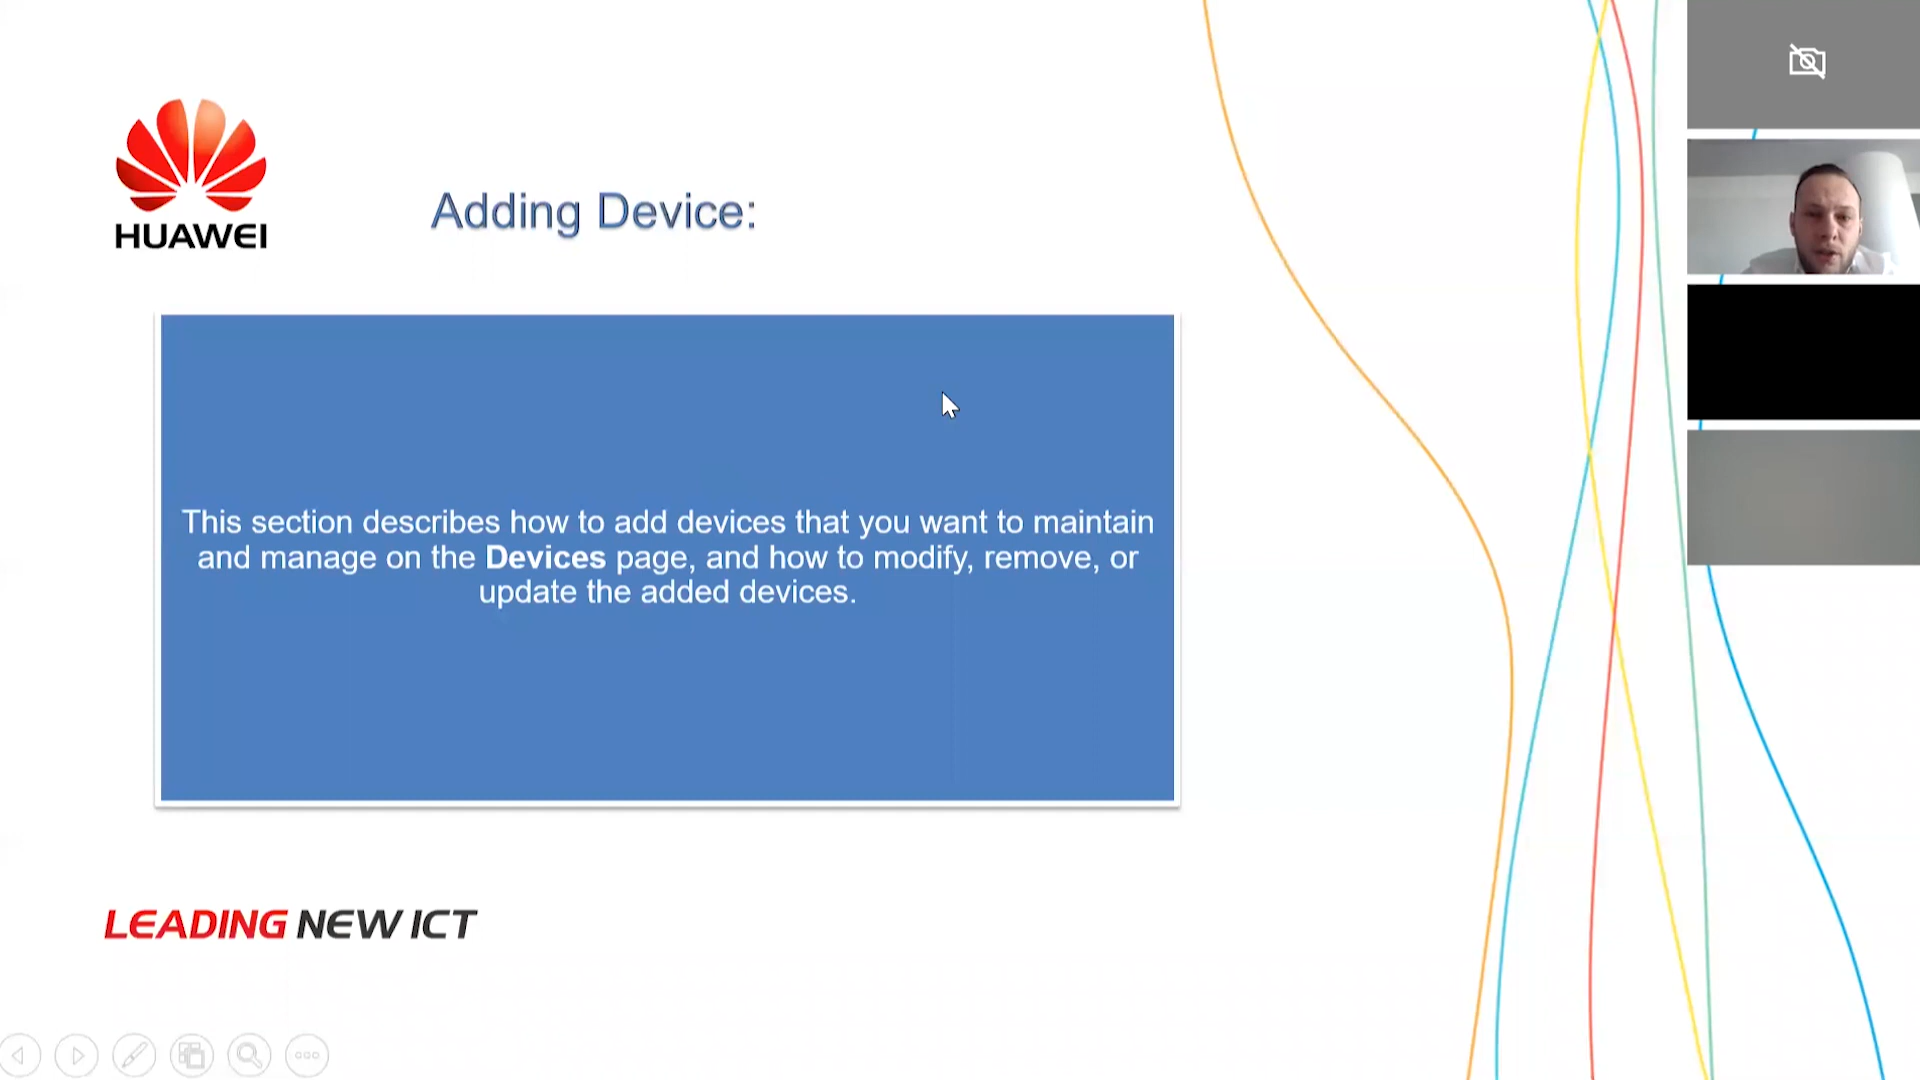 HUAWEI
Adding Device:
This section describes how to add devices that you want to maintain
and manage on the Devices page, and how to modify, remove, or
update the added devices.
LEADING NEW ICT